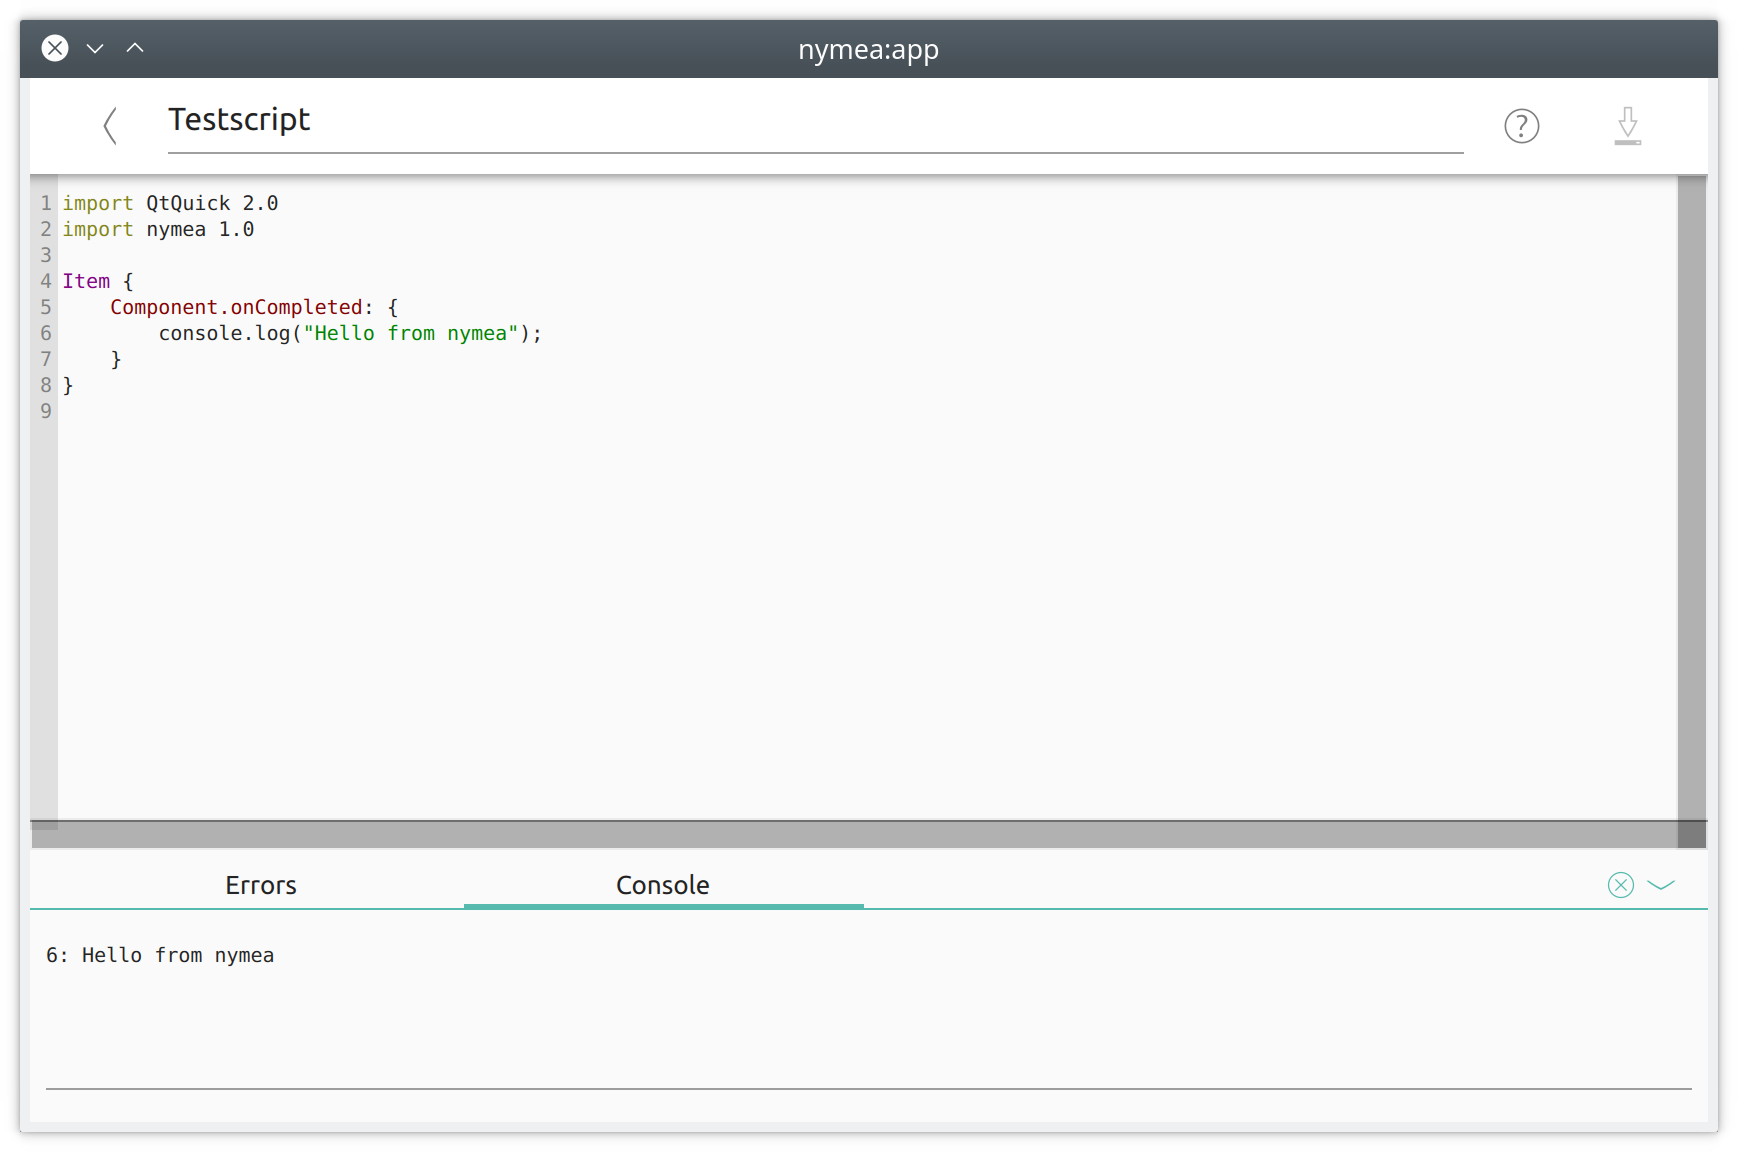 nymea:app
Testscript
?
1 import QtQuick 2.0
2 import nymea 1.0
3
4 Item {
5     Component.onCompleted: {
6         console.log("Hello from nymea");
7     }
8 }
9
Errors Console
6: Hello from nymea